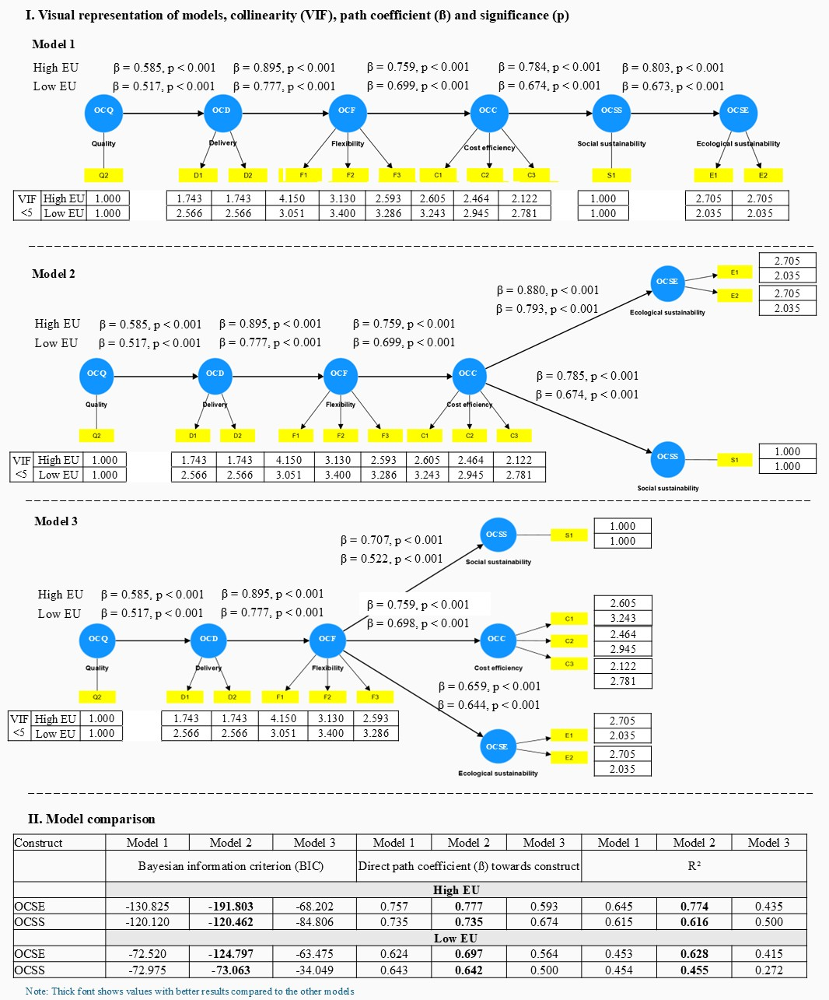 I. Visual representation of models, collinearity (VIF), path coefficient (ß) and significance (p)
Model 1
High EU β = 0.585, p < 0.001 β = 0.895, p < 0.001 β = 0.759, p < 0.001 β = 0.784, p < 0.001 β = 0.803, p < 0.001
Low EU β = 0.517, p < 0.001 β = 0.777, p < 0.001 β = 0.699, p < 0.001 β = 0.674, p < 0.001 β = 0.673, p < 0.001
OCQ OCD OCF OCC OCSS OCSE
Quality Delivery Flexibility Cost efficiency Social sustainability Ecological sustainability
Q2 D1 D2 F1 F2 F3 C1 C2 C3 S1 E1 E2
VIF High EU 1.000 1.743 1.743 4.150 3.130 2.593 2.605 2.464 2.122 1.000 2.705 2.705
<5 Low EU 1.000 2.566 2.566 3.051 3.400 3.286 3.243 2.945 2.781 1.000 2.035 2.035
Model 2
β = 0.880, p < 0.001
β = 0.793, p < 0.001
OCSE
Ecological sustainability
E1
E2
2.705
2.035
2.705
2.035
High EU β = 0.585, p < 0.001 β = 0.895, p < 0.001 β = 0.759, p < 0.001
Low EU β = 0.517, p < 0.001 β = 0.777, p < 0.001 β = 0.699, p < 0.001
OCQ OCD OCF OCC
β = 0.785, p < 0.001
β = 0.674, p < 0.001
Quality Delivery Flexibility Cost efficiency
Q2 D1 D2 F1 F2 F3 C1 C2 C3
VIF High EU 1.000 1.743 1.743 4.150 3.130 2.593 2.605 2.464 2.122
<5 Low EU 1.000 2.566 2.566 3.051 3.400 3.286 3.243 2.945 2.781
OCSS
Social sustainability
S1
1.000
1.000
Model 3
β = 0.707, p < 0.001
β = 0.522, p < 0.001
OCSS
Social sustainability
S1
1.000
1.000
High EU β = 0.585, p < 0.001 β = 0.895, p < 0.001 β = 0.759, p < 0.001
Low EU β = 0.517, p < 0.001 β = 0.777, p < 0.001 β = 0.698, p < 0.001
OCQ OCD OCF OCC
Quality Delivery Flexibility Cost efficiency
C1
C2
C3
2.605
3.243
2.464
2.945
2.122
2.781
β = 0.659, p < 0.001
β = 0.644, p < 0.001
Q2 D1 D2 F1 F2 F3
VIF High EU 1.000 1.743 1.743 4.150 3.130 2.593
<5 Low EU 1.000 2.566 2.566 3.051 3.400 3.286
OCSE
Ecological sustainability
E1
E2
2.705
2.035
2.705
2.035
II. Model comparison
Construct Model 1 Model 2 Model 3 Model 1 Model 2 Model 3 Model 1 Model 2 Model 3
Bayesian information criterion (BIC) Direct path coefficient (ß) towards construct R²
High EU
OCSE -130.825 -191.803 -68.202 0.757 0.777 0.593 0.645 0.774 0.435
OCSS -120.120 -120.462 -84.806 0.735 0.735 0.674 0.615 0.616 0.500
Low EU
OCSE -72.520 -124.797 -63.475 0.624 0.697 0.564 0.453 0.628 0.415
OCSS -72.975 -73.063 -34.049 0.643 0.642 0.500 0.454 0.455 0.272
Note: Thick font shows values with better results compared to the other models